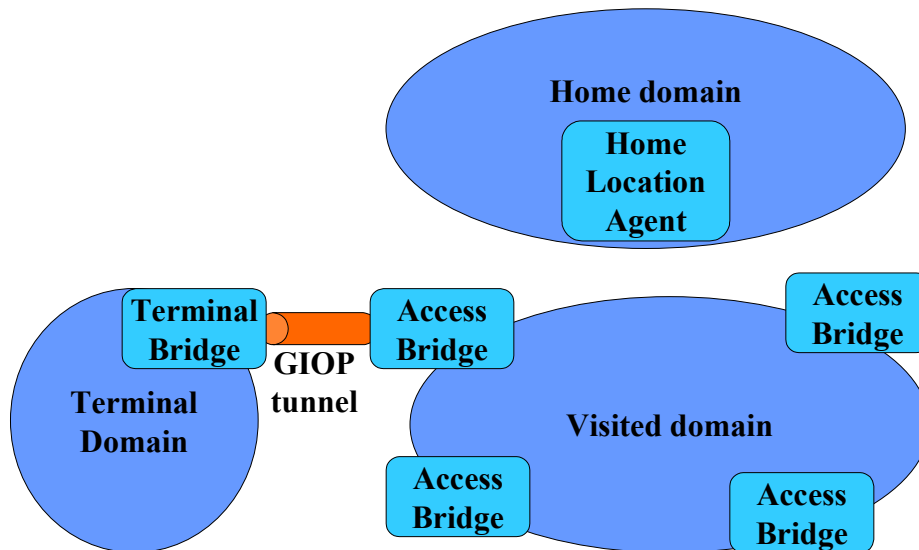 Home domain
Home
Location
Agent
Terminal
Bridge
GIOP
tunnel
Access
Bridge
Access
Bridge
Terminal
Domain
Visited domain
Access
Bridge
Access
Bridge